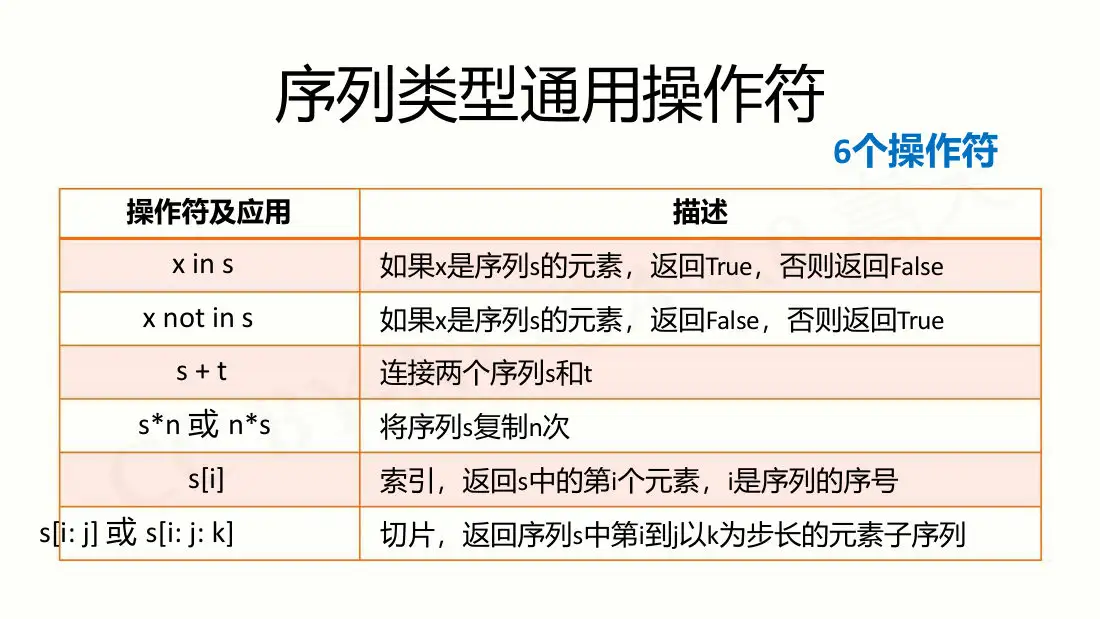 序列类型通用操作符
6个操作符
操作符及应用 描述
x in s 如果x是序列s的元素，返回True，否则返回False
x not in s 如果x是序列s的元素，返回False，否则返回True
s + t 连接两个序列s和t
s*n 或 n*s 将序列s复制n次
s[i] 索引，返回s中的第i个元素，i是序列的序号
s[i: j] 或 s[i: j: k] 切片，返回序列s中第i到j以k为步长的元素子序列